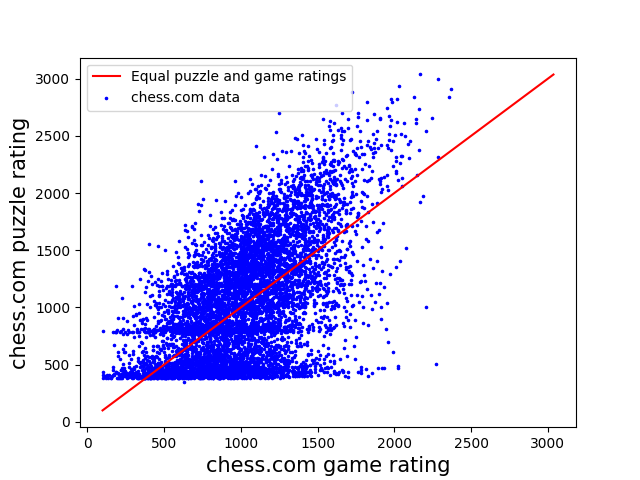 Equal puzzle and game ratings
chess.com data
chess.com puzzle rating
3000
2500
2000
1500
1000
500
0
0 500 1000 1500 2000 2500 3000
chess.com game rating